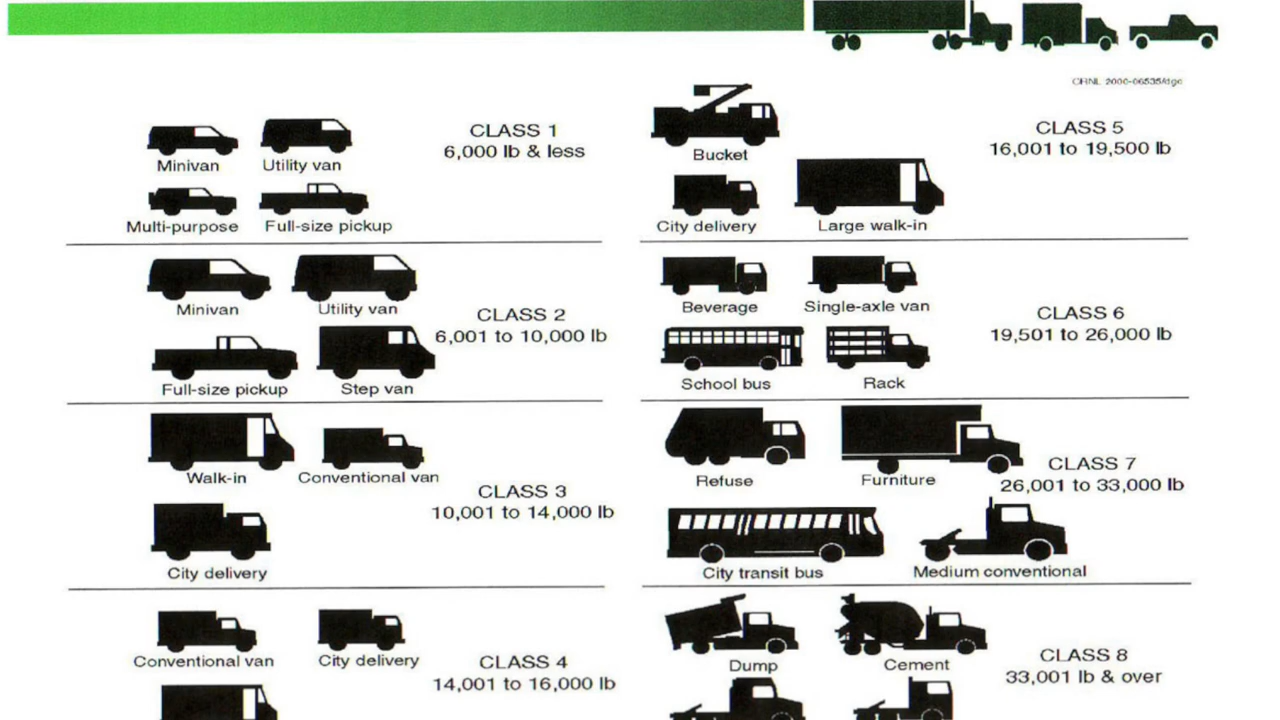 CLASS 1
6,000 lb & less
Minivan
Utility van
Multi-purpose
Full-size pickup
CLASS 2
6,001 to 10,000 lb
Minivan
Utility van
Full-size pickup
Step van
CLASS 3
10,001 to 14,000 lb
Walk-in
Conventional van
City delivery
CLASS 4
14,001 to 16,000 lb
Conventional van
City delivery
CLASS 5
16,001 to 19,500 lb
Bucket
City delivery
Large walk-in
CLASS 6
19,501 to 26,000 lb
Beverage
Single-axle van
School bus
Rack
CLASS 7
26,001 to 33,000 lb
Refuse
Furniture
City transit bus
Medium conventional
CLASS 8
33,001 lb & over
Dump
Cement